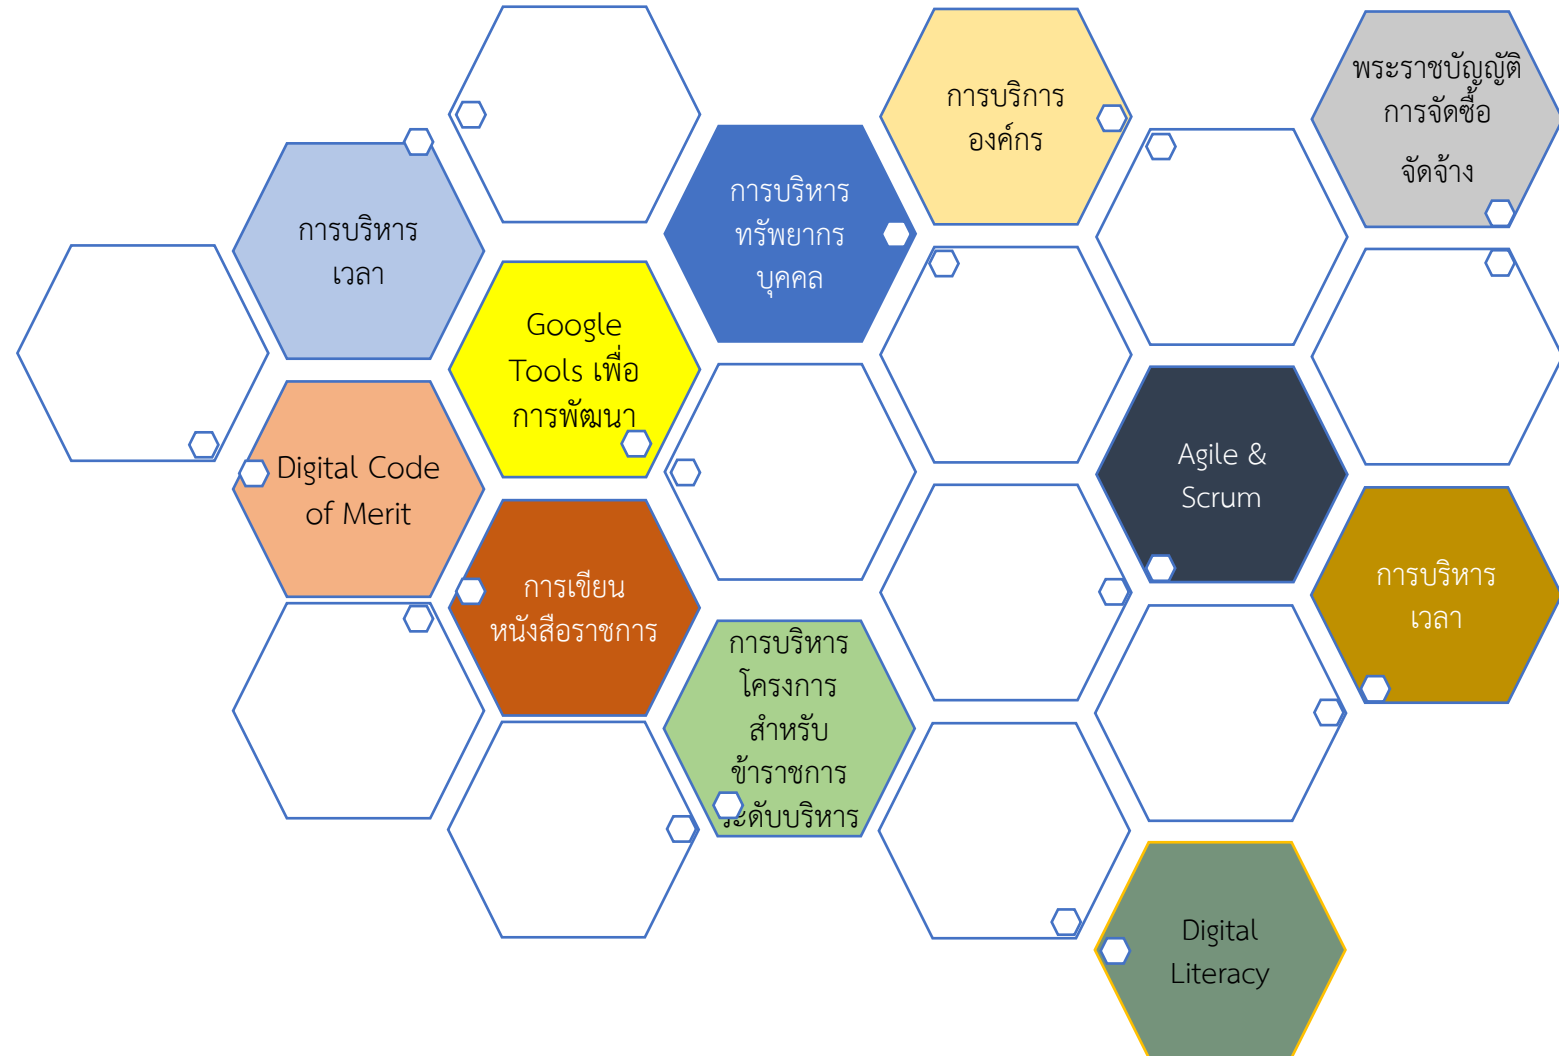 พระราชบัญญัติ
การจัดซื้อ
จัดจ้าง
การบริการ
องค์กร
การบริหาร
ทรัพยากร
บุคคล
การบริหาร
เวลา
Google
Tools เพื่อ
การพัฒนา
Digital Code
of Merit
Agile &
Scrum
การเขียน
หนังสือราชการ
การบริหาร
เวลา
การบริหาร
โครงการ
สำหรับ
ข้าราชการ
ระดับบริหาร
Digital
Literacy